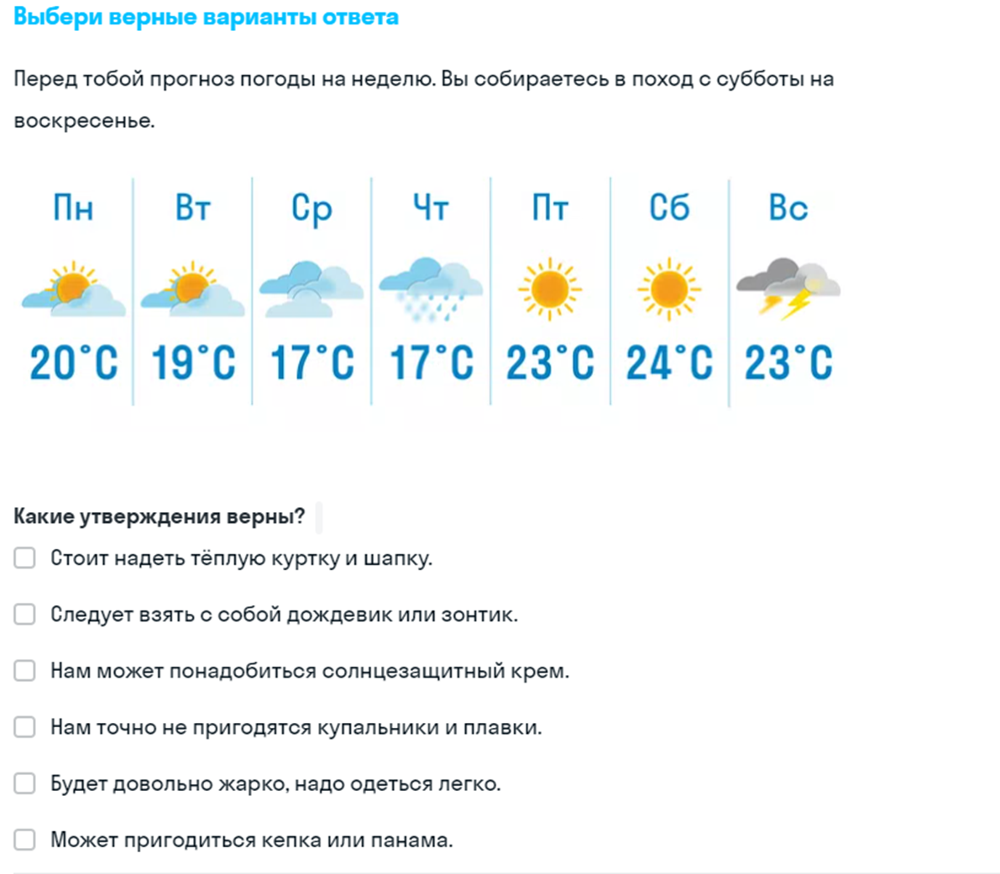 Выбери верные варианты ответа
Перед тобой прогноз погоды на неделю. Вы собираетесь в поход с субботы на
воскресенье.
Пн Вт Ср Чт Пт Сб Вс
20°C 19°C 17°C 17°C 23°C 24°C 23°C
Какие утверждения верны?
Стоит надеть тёплую куртку и шапку.
Следует взять с собой дождевик или зонтик.
Нам может понадобиться солнцезащитный крем.
Нам точно не пригодятся купальники и плавки.
Будет довольно жарко, надо одеться легко.
Может пригодиться кепка или панама.